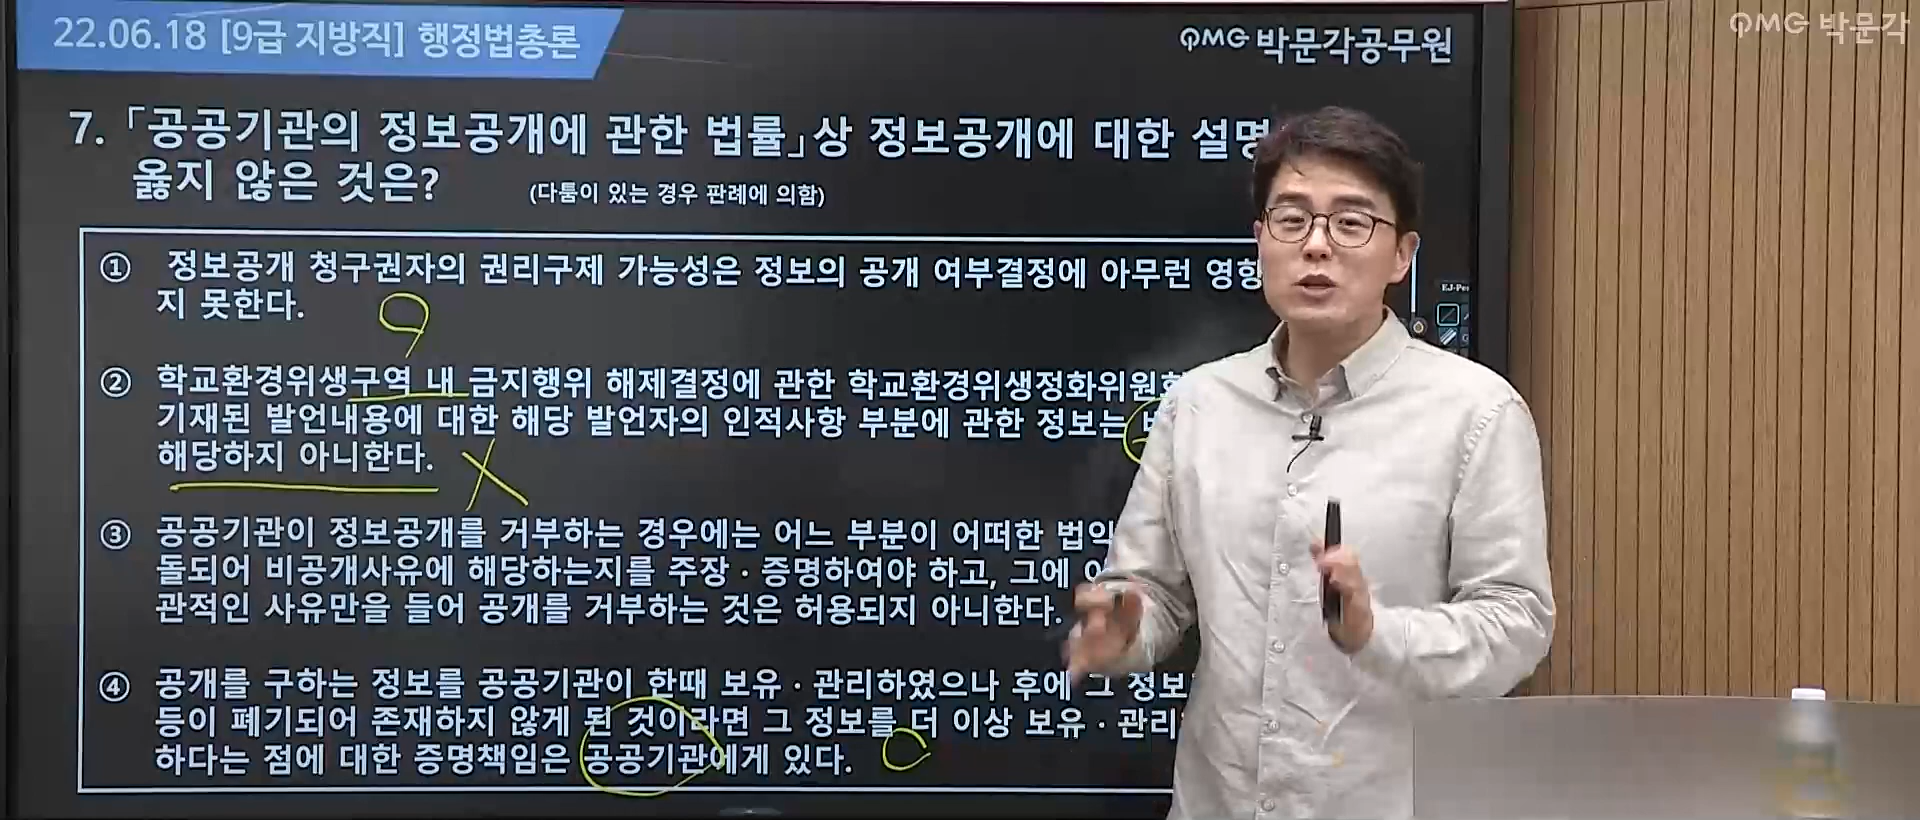 22.06.18 [9급 지방직] 행정법총론
PMG 박문각공무원
PMG 박문각
7. 「공공기관의 정보공개에 관한 법률」상 정보공개에 대한 설명
옳지 않은 것은? (다툼이 있는 경우 판례에 의함)
① 정보공개 청구권자의 권리구제 가능성은 정보의 공개 여부결정에 아무런 영향
지 못한다.
② 학교환경위생구역 내 금지행위 해제결정에 관한 학교환경위생정화위원회
기재된 발언내용에 대한 해당 발언자의 인적사항 부분에 관한 정보는
해당하지 아니한다.
③ 공공기관이 정보공개를 거부하는 경우에는 어느 부분이 어떠한 법익
돌되어 비공개사유에 해당하는지를 주장·증명하여야 하고, 그에 이
관적인 사유만을 들어 공개를 거부하는 것은 허용되지 아니한다.
④ 공개를 구하는 정보를 공공기관이 한때 보유·관리하였으나 후에 그 정보
등이 폐기되어 존재하지 않게 된 것이라면 그 정보를 더 이상 보유·관리
하다는 점에 대한 증명책임은 공공기관에게 있다.